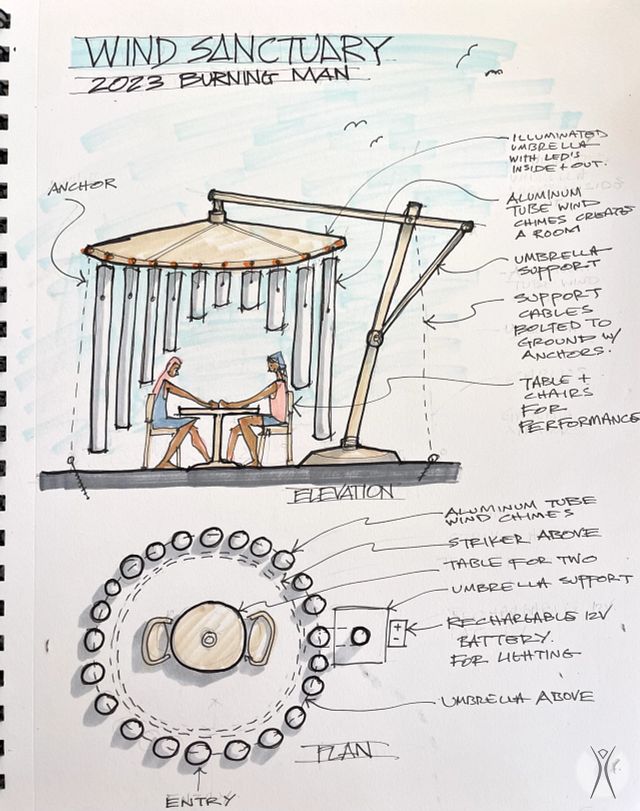 WIND SANCTUARY
2023 BURNING MAN
ILLUMINATED
UMBRELLA
WITH LED'S
INSIDE + OUT.
ANCHOR
ALUMINUM
TUBE WIND
CHIMES CREATES
A ROOM
UMBRELLA
SUPPORT
SUPPORT
CABLES
BOLTED TO
GROUND W/
ANCHORS.
TABLE +
CHAIRS
FOR
PERFORMANCE
ELEVATION
ALUMINUM TUBE
WIND CHIMES
STRIKER ABOVE
TABLE FOR TWO
UMBRELLA SUPPORT
RECHARGABLE 12V
BATTERY.
FOR LIGHTING
+
-
UMBRELLA ABOVE
PLAN
ENTRY